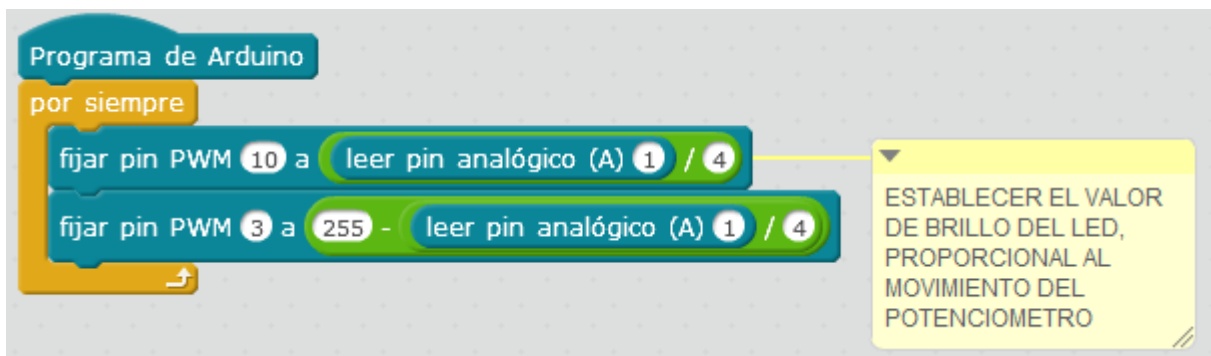 Programa de Arduino
por siempre
fijar pin PWM 10 a leer pin analógico (A) 1 / 4
fijar pin PWM 3 a 255 - leer pin analógico (A) 1 / 4
ESTABLECER EL VALOR
DE BRILLO DEL LED,
PROPORCIONAL AL
MOVIMIENTO DEL
POTENCIOMETRO